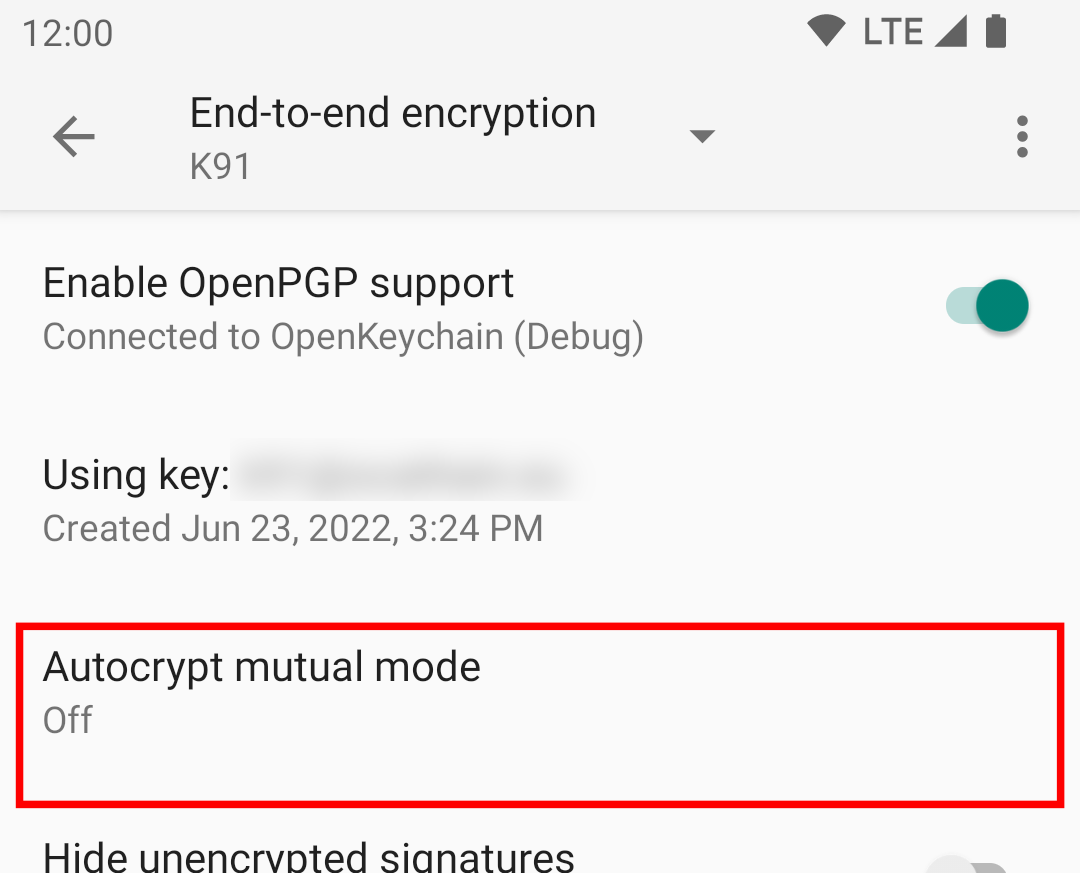 12:00 LTE
End-to-end encryption
K91
Enable OpenPGP support
Connected to OpenKeychain (Debug)
Using key:
Created Jun 23, 2022, 3:24 PM
Autocrypt mutual mode
Off
Hide unencrypted signatures